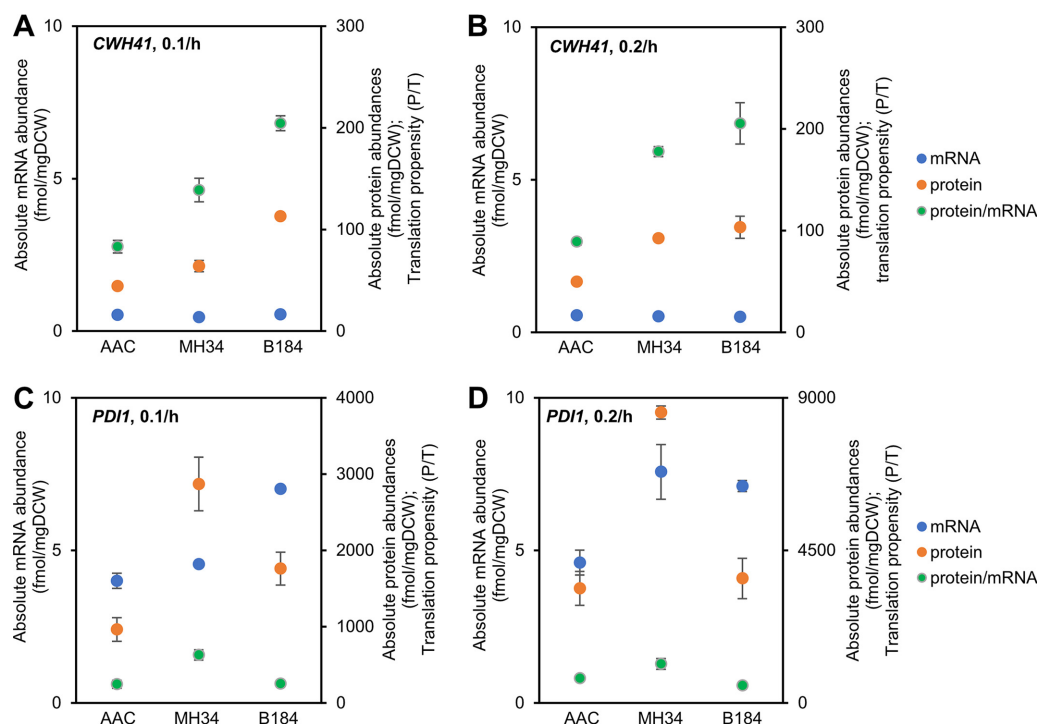 A
CWH41, 0.1/h
10
5
0
Absolute mRNA abundance
(fmol/mgDCW)
300
200
100
0
Absolute protein abundances
(fmol/mgDCW);
Translation propensity (P/T)
AAC
MH34
B184
B
CWH41, 0.2/h
10
5
0
Absolute mRNA abundance
(fmol/mgDCW)
300
200
100
0
Absolute protein abundances
(fmol/mgDCW);
translation propensity (P/T)
AAC
MH34
B184
mRNA
protein
protein/mRNA
C
PDI1, 0.1/h
10
5
0
Absolute mRNA abundance
(fmol/mgDCW)
4000
3000
2000
1000
0
Absolute protein abundances
(fmol/mgDCW);
Translation propensity (P/T)
AAC
MH34
B184
D
PDI1, 0.2/h
10
5
0
Absolute mRNA abundance
(fmol/mgDCW)
9000
4500
0
Absolute protein abundances
(fmol/mgDCW);
Translation propensity (P/T)
AAC
MH34
B184
mRNA
protein
protein/mRNA